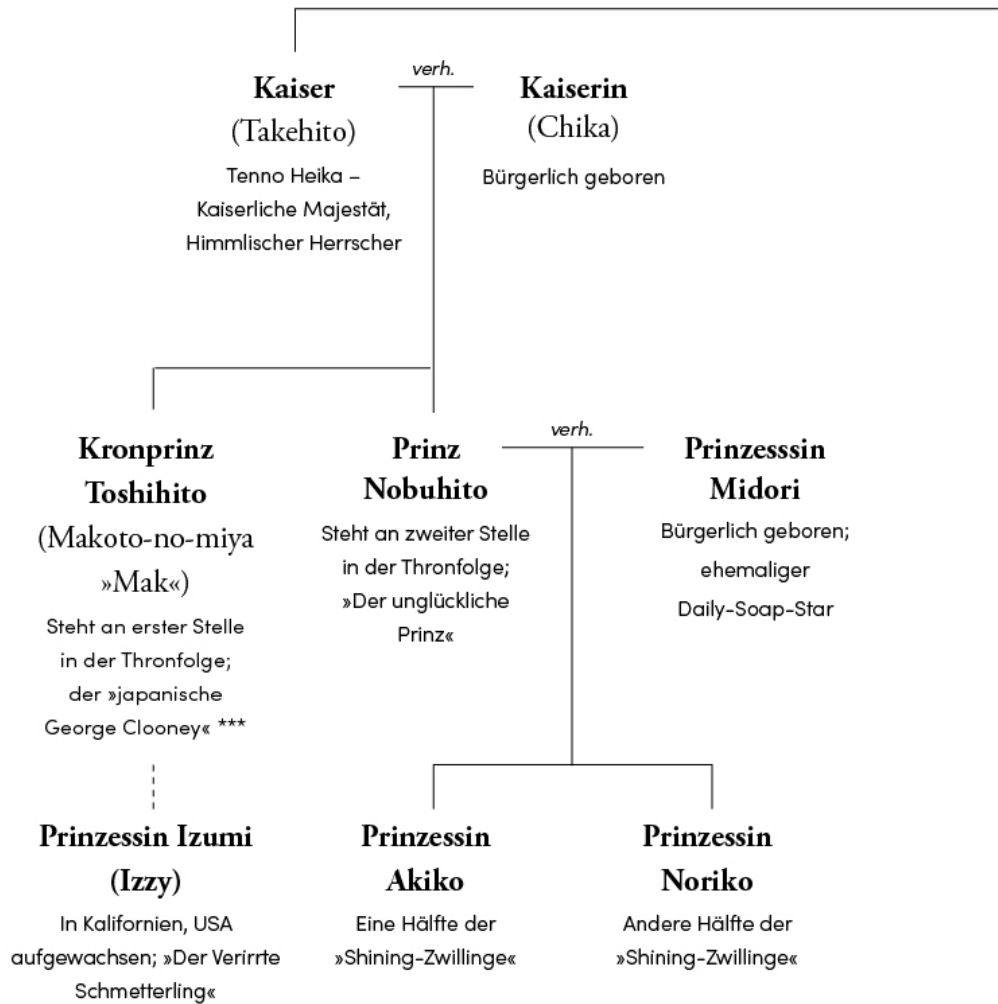 verh.
Kaiser
(Takehito)
Tenno Heika –
Kaiserliche Majestät,
Himmlischer Herrscher
Kaiserin
(Chika)
Bürgerlich geboren
Kronprinz
Toshihito
(Makoto-no-miya
»Mak«)
Steht an erster Stelle
in der Thronfolge;
der »japanische
George Clooney« ***
Prinz
Nobuhito
Steht an zweiter Stelle
in der Thronfolge;
»Der unglückliche
Prinz«
verh.
Prinzesssin
Midori
Bürgerlich geboren;
ehemaliger
Daily-Soap-Star
Prinzessin Izumi
(Izzy)
In Kalifornien, USA
aufgewachsen; »Der Verirrte
Schmetterling«
Prinzessin
Akiko
Eine Hälfte der
»Shining-Zwillinge«
Prinzessin
Noriko
Andere Hälfte der
»Shining-Zwillinge«